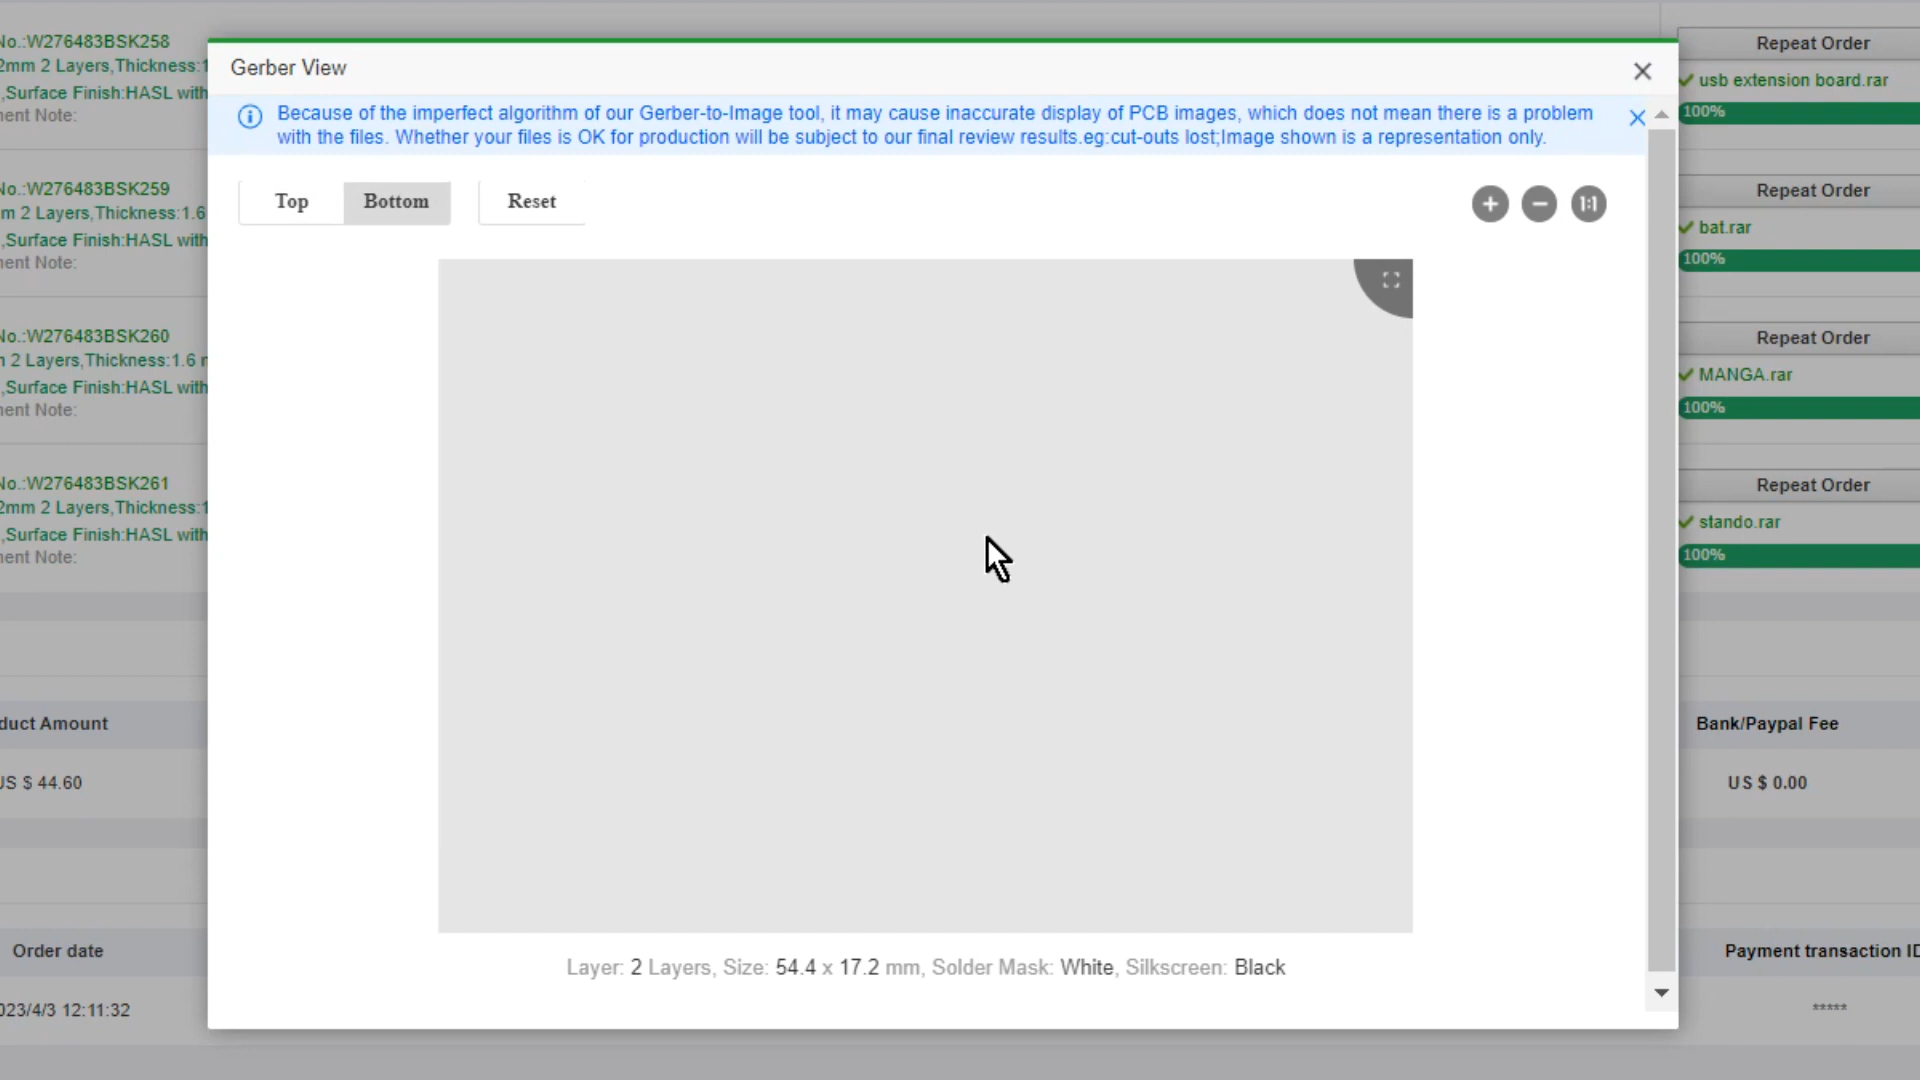 No.:W276483BSK258
2mm 2 Layers,Thickness:1
,Surface Finish:HASL with
ment Note:
No.:W276483BSK259
m 2 Layers,Thickness:1.6
,Surface Finish:HASL with
ment Note:
No.:W276483BSK260
2 Layers,Thickness:1.6
,Surface Finish:HASL with
ment Note:
No.:W276483BSK261
2mm 2 Layers,Thickness:1
,Surface Finish:HASL with
ment Note:
duct Amount
US $ 44.60
Order date
023/4/3 12:11:32
Gerber View
Because of the imperfect algorithm of our Gerber-to-Image tool, it may cause inaccurate display of PCB images, which does not mean there is a problem
with the files. Whether your files is OK for production will be subject to our final review results.eg:cut-outs lost;Image shown is a representation only.
Top Bottom Reset
1:1
Layer: 2 Layers, Size: 54.4 x 17.2 mm, Solder Mask: White, Silkscreen: Black
Repeat Order
usb extension board.rar
100%
Repeat Order
bat.rar
100%
Repeat Order
MANGA.rar
100%
Repeat Order
stando.rar
100%
Bank/Paypal Fee
US $ 0.00
Payment transaction ID
*****